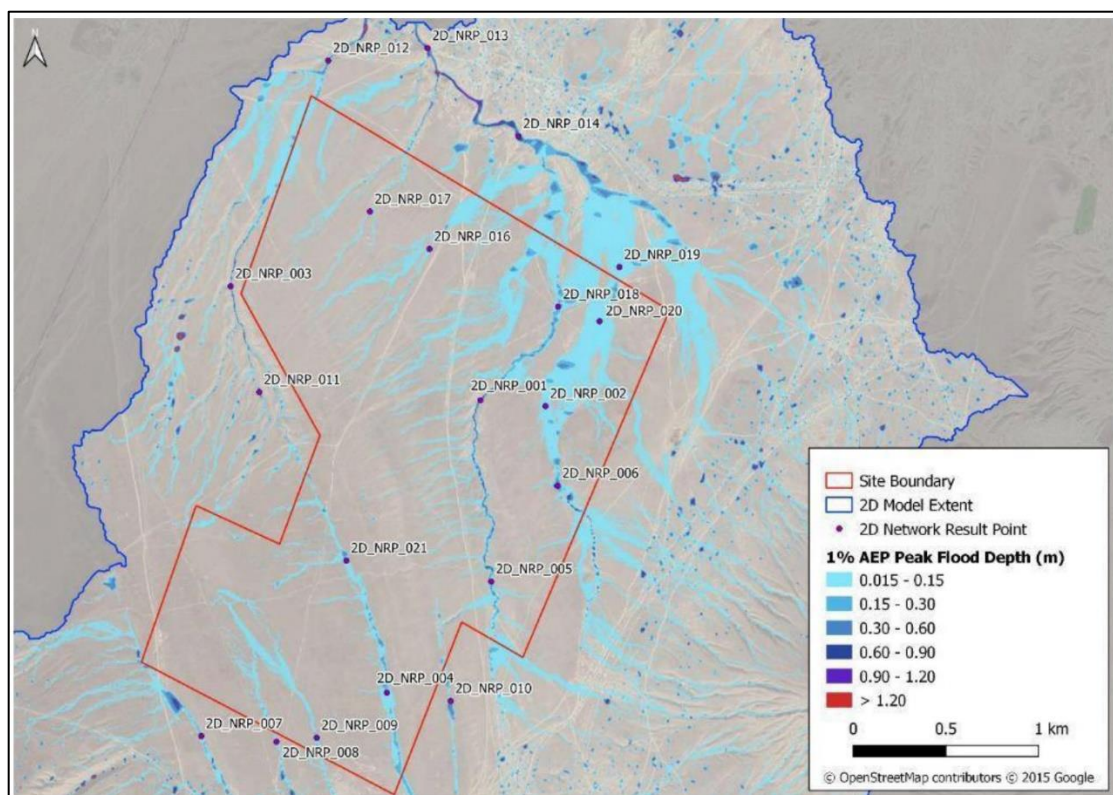 N
2D_NRP_012
2D_NRP_013
2D_NRP_014
2D_NRP_017
2D_NRP_016
2D_NRP_019
2D_NRP_003
2D_NRP_018
2D_NRP_020
2D_NRP_011
2D_NRP_001
2D_NRP_002
2D_NRP_006
2D_NRP_021
2D_NRP_005
2D_NRP_004
2D_NRP_010
2D_NRP_007
2D_NRP_009
2D_NRP_008
Site Boundary
2D Model Extent
2D Network Result Point
1% AEP Peak Flood Depth (m)
0.015 - 0.15
0.15 - 0.30
0.30 - 0.60
0.60 - 0.90
0.90 - 1.20
> 1.20
0 0.5 1 km
© OpenStreetMap contributors © 2015 Google